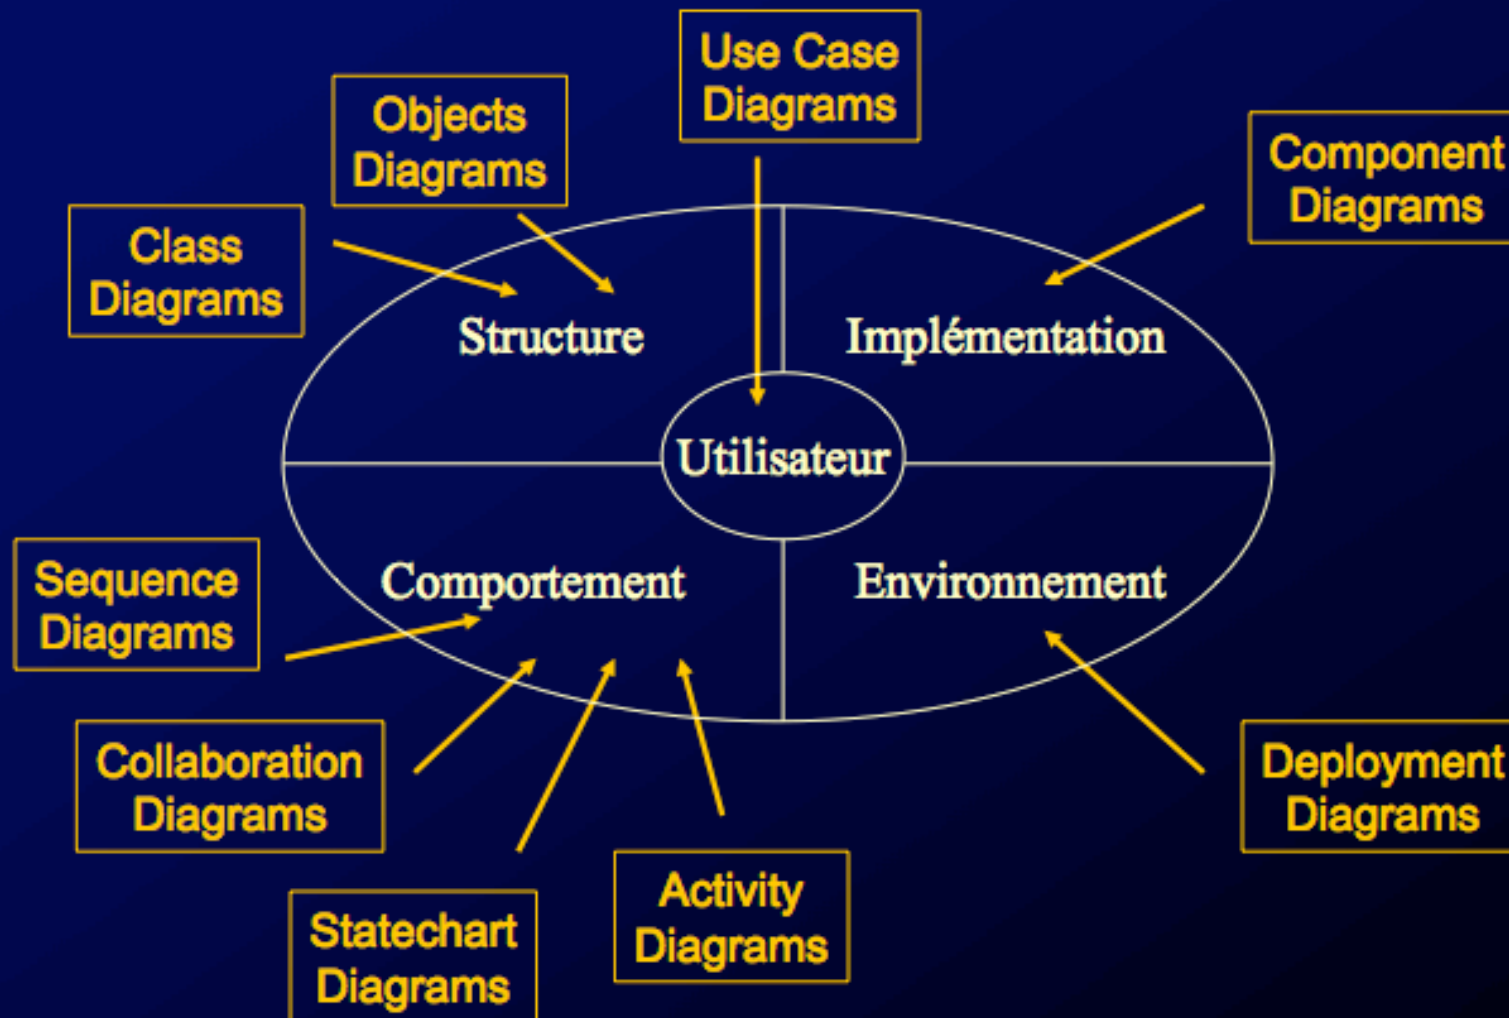 Use Case
Diagrams
Objects
Diagrams
Component
Diagrams
Class
Diagrams
Structure
Implémentation
Utilisateur
Comportement
Environnement
Sequence
Diagrams
Collaboration
Diagrams
Deployment
Diagrams
Activity
Diagrams
Statechart
Diagrams